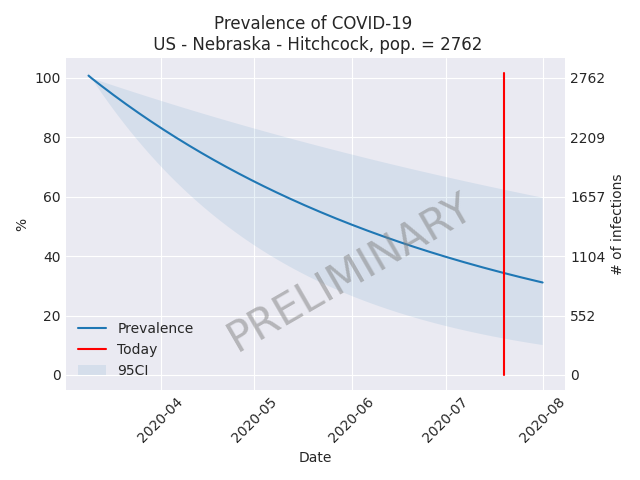 Prevalence of COVID-19
US - Nebraska - Hitchcock, pop. = 2762
100
80
60
40
20
0
%
2762
2209
1657
1104
552
0
# of infections
PRELIMINARY
Prevalence
Today
95CI
2020-04
2020-05
2020-06
2020-07
2020-08
Date